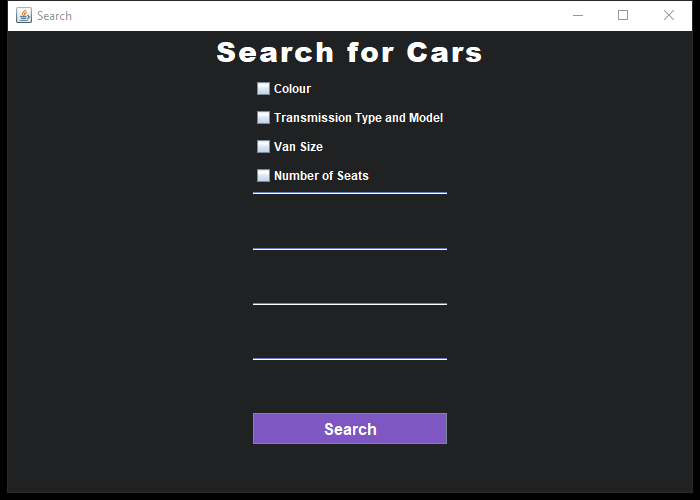 Search
Search for Cars
Colour
Transmission Type and Model
Van Size
Number of Seats
Search